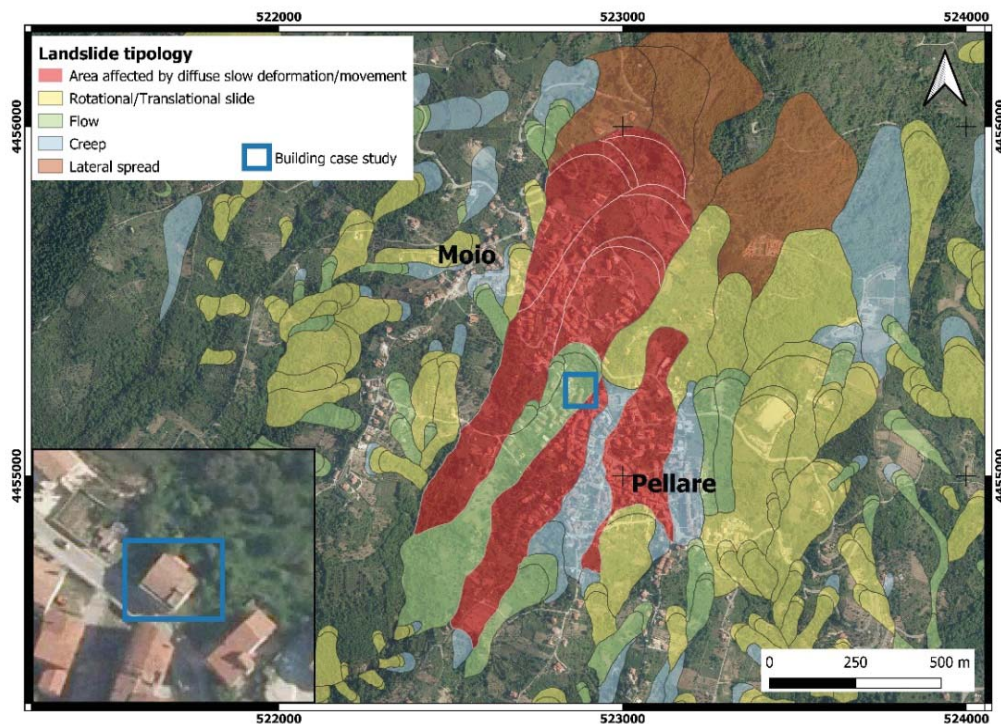 522000 523000 524000
Landslide tipology
Area affected by diffuse slow deformation/movement
Rotational/Translational slide
Flow
Creep
Building case study
Lateral spread
4456000
4456000
Moio
4455000
4455000
Pellare
0 250 500 m
522000 523000 524000